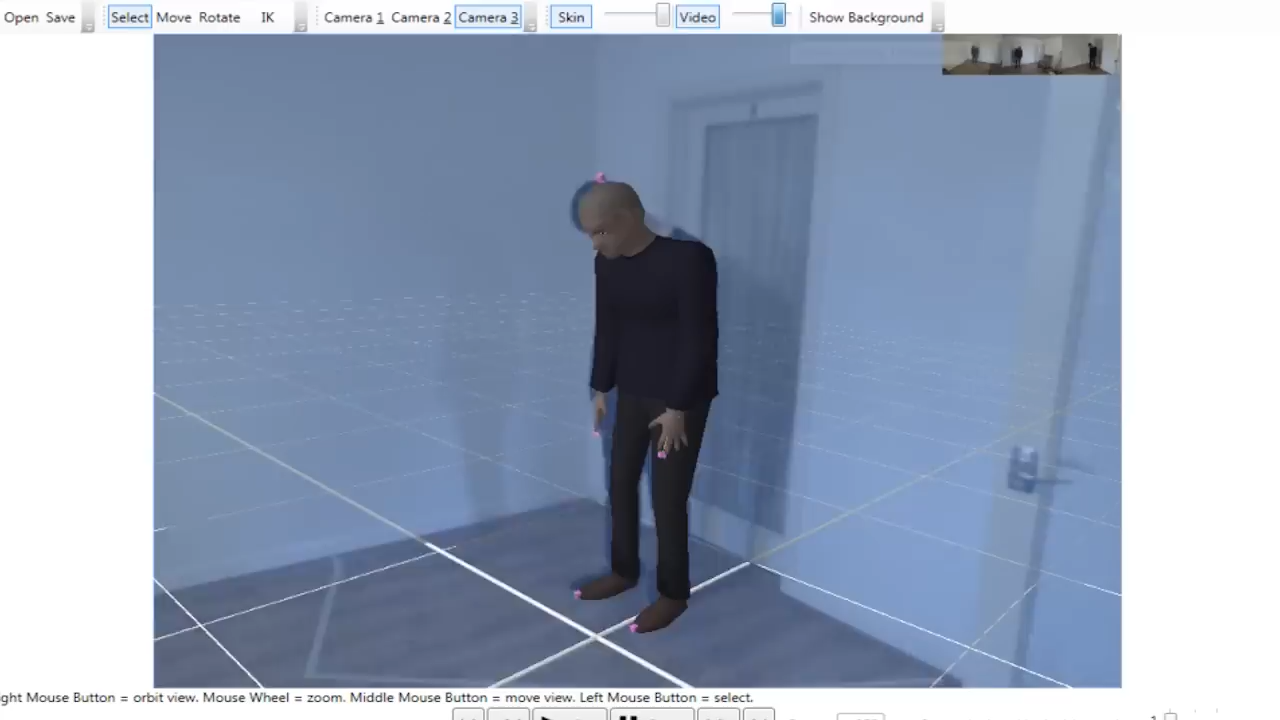 Open Save Select Move Rotate IK Camera 1 Camera 2 Camera 3 Skin Video Show Background
ght Mouse Button = orbit view. Mouse Wheel = zoom. Middle Mouse Button = move view. Left Mouse Button = select.